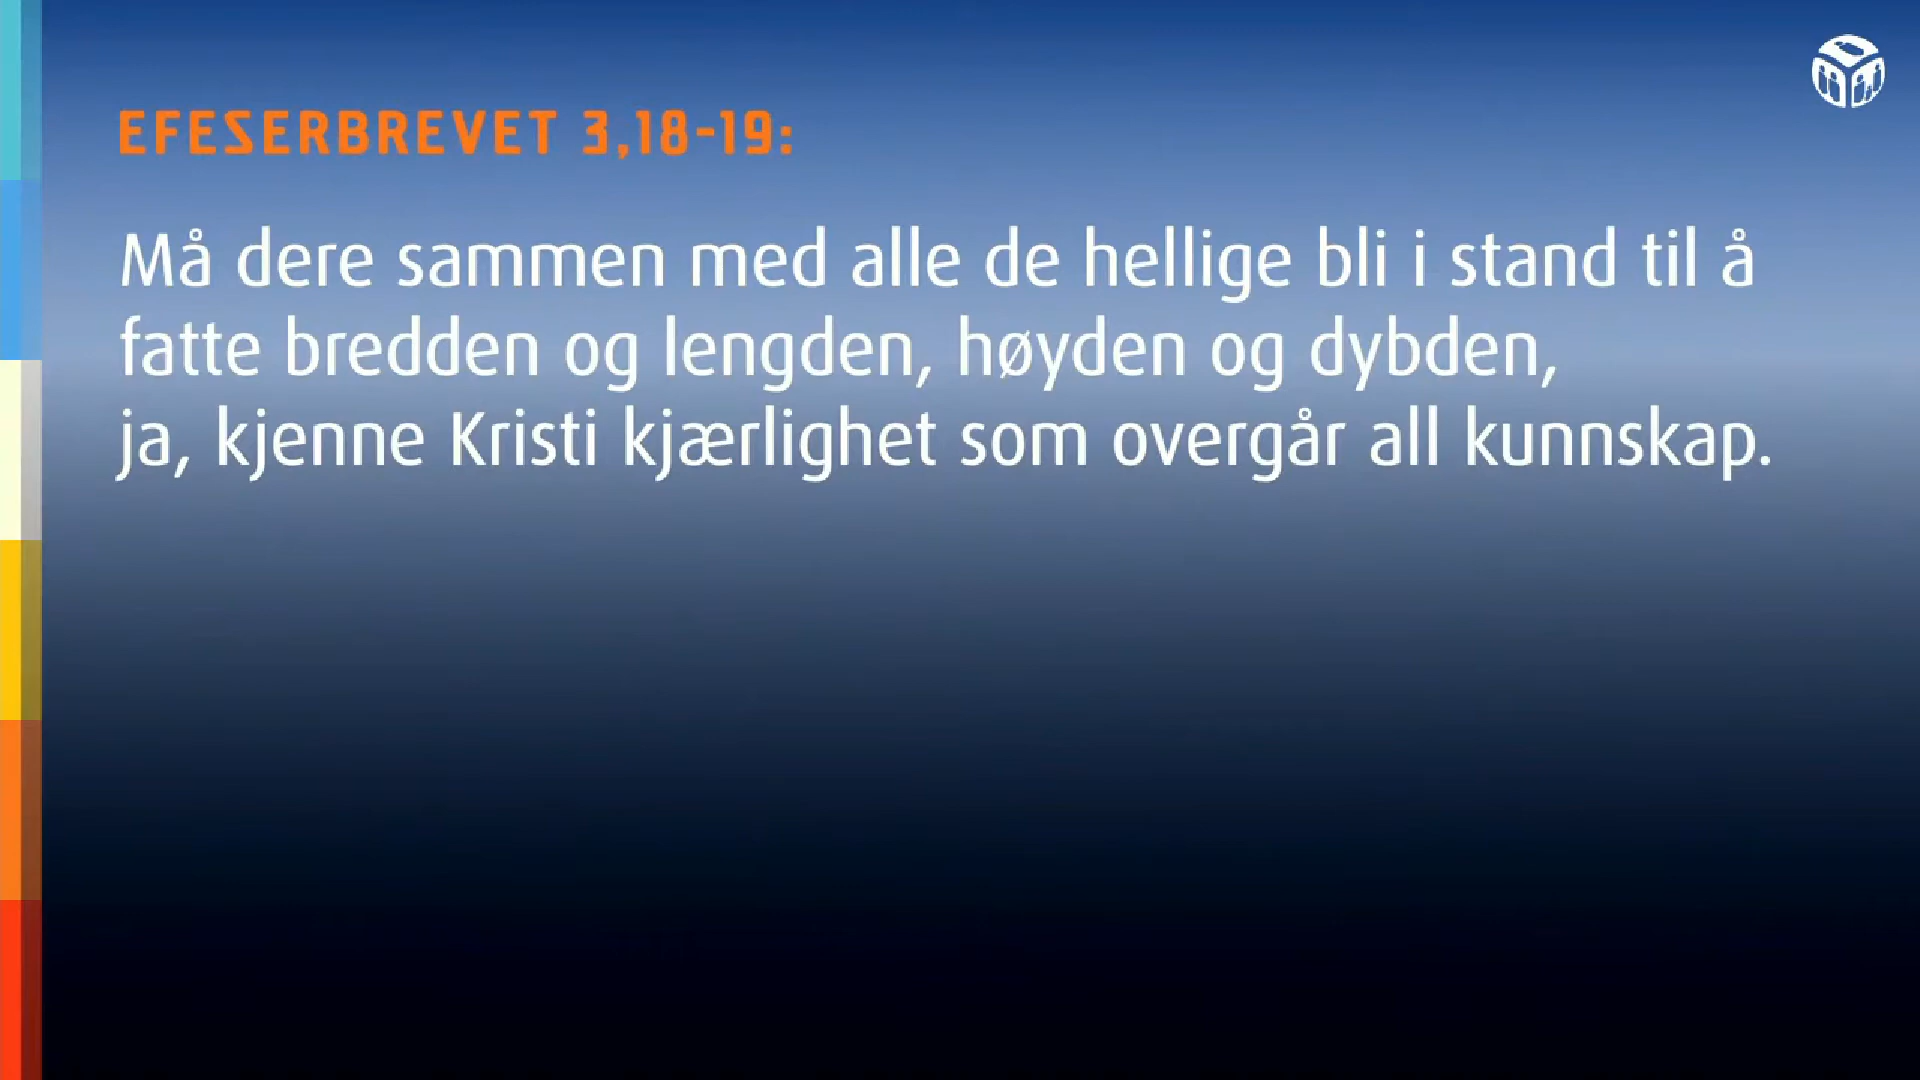 EFESERBREVET 3,18-19:
Må dere sammen med alle de hellige bli i stand til å
fatte bredden og lengden, høyden og dybden,
ja, kjenne Kristi kjærlighet som overgår all kunnskap.